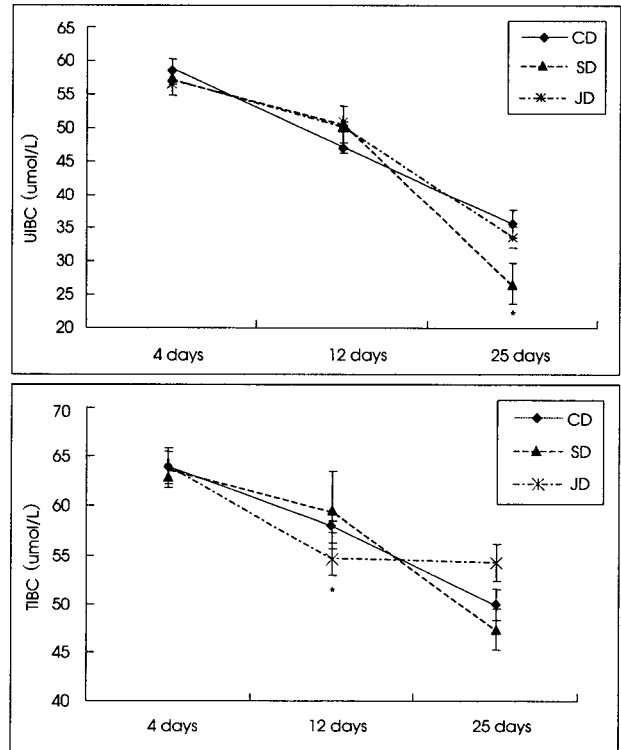 65
60
55
50
45
40
35
30
25
20
UIBC (umol/L)
CD
SD
JD
*
4 days
12 days
25 days
70
65
60
55
50
45
40
TIBC (umol/L)
CD
SD
JD
*
4 days
12 days
25 days